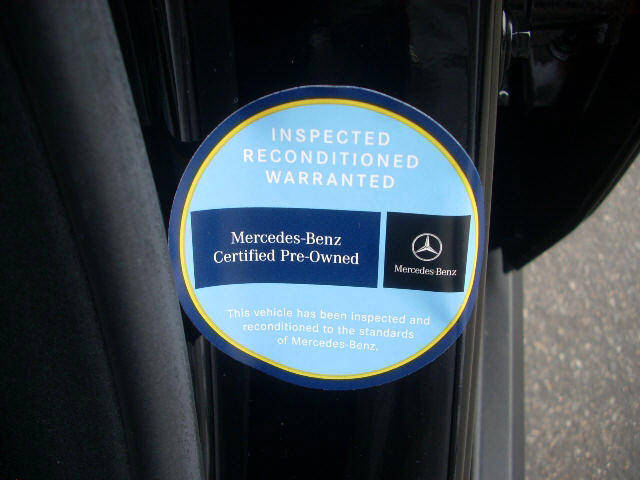 INSPECTED
RECONDITIONED
WARRANTED
Mercedes-Benz
Certified Pre-Owned
Mercedes-Benz
This vehicle has been inspected and
reconditioned to the standards
of Mercedes-Benz.